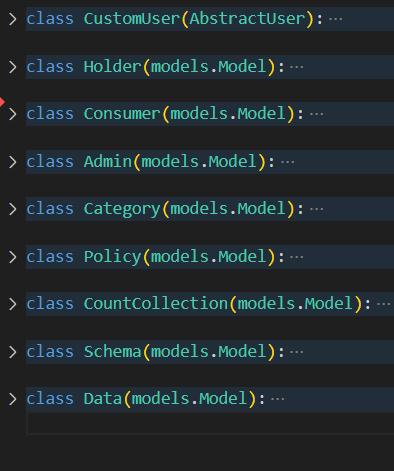 class CustomUser(AbstractUser):···
class Holder(models.Model):···
class Consumer(models.Model):···
class Admin(models.Model):···
class Category(models.Model):···
class Policy(models.Model):···
class CountCollection(models.Model):···
class Schema(models.Model):···
class Data(models.Model):···